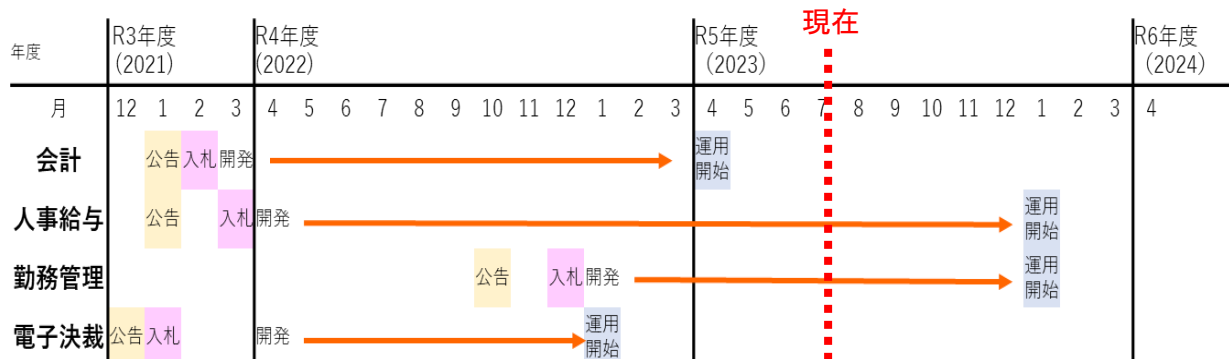 現在
年度
R3年度
(2021)
R4年度
(2022)
R5年度
(2023)
R6年度
(2024)
月 12 1 2 3 4 5 6 7 8 9 10 11 12 1 2 3 4 5 6 7 8 9 10 11 12 1 2 3 4
会計 公告 入札 開発 運用
開始
人事給与 公告 入札 開発 運用
開始
勤務管理 公告 入札 開発 運用
開始
電子決裁 公告 入札 開発 運用
開始